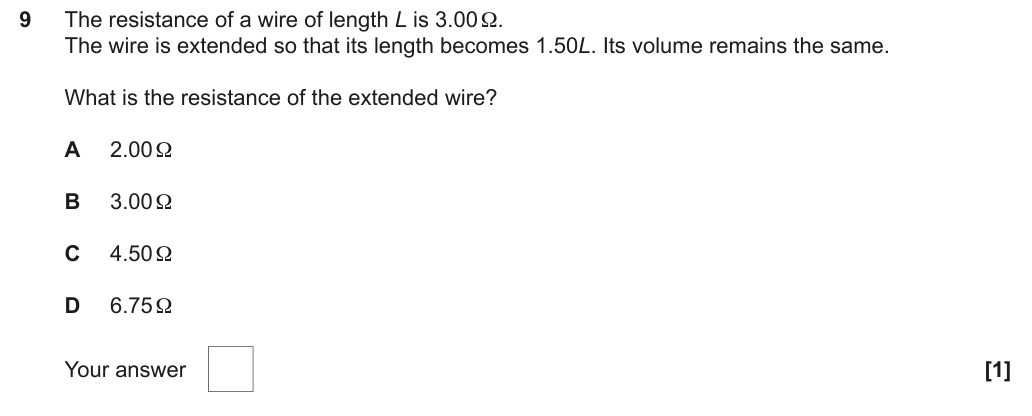 9 The resistance of a wire of length L is 3.00 Ω.
The wire is extended so that its length becomes 1.50L. Its volume remains the same.
What is the resistance of the extended wire?
A 2.00 Ω
B 3.00 Ω
C 4.50 Ω
D 6.75 Ω
Your answer [1]